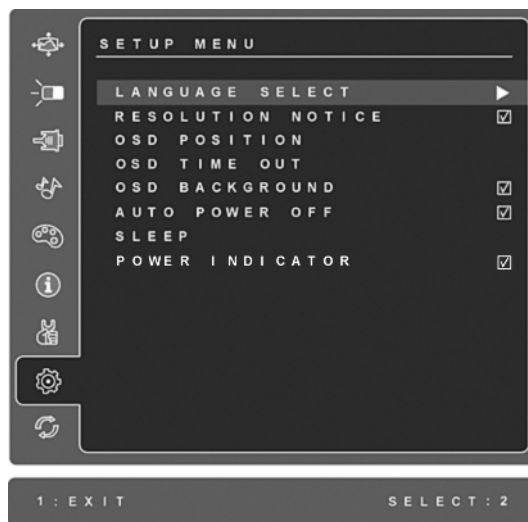 SETUP MENU
LANGUAGE SELECT
RESOLUTION NOTICE
OSD POSITION
OSD TIME OUT
OSD BACKGROUND
AUTO POWER OFF
SLEEP
POWER INDICATOR
1:EXIT SELECT:2